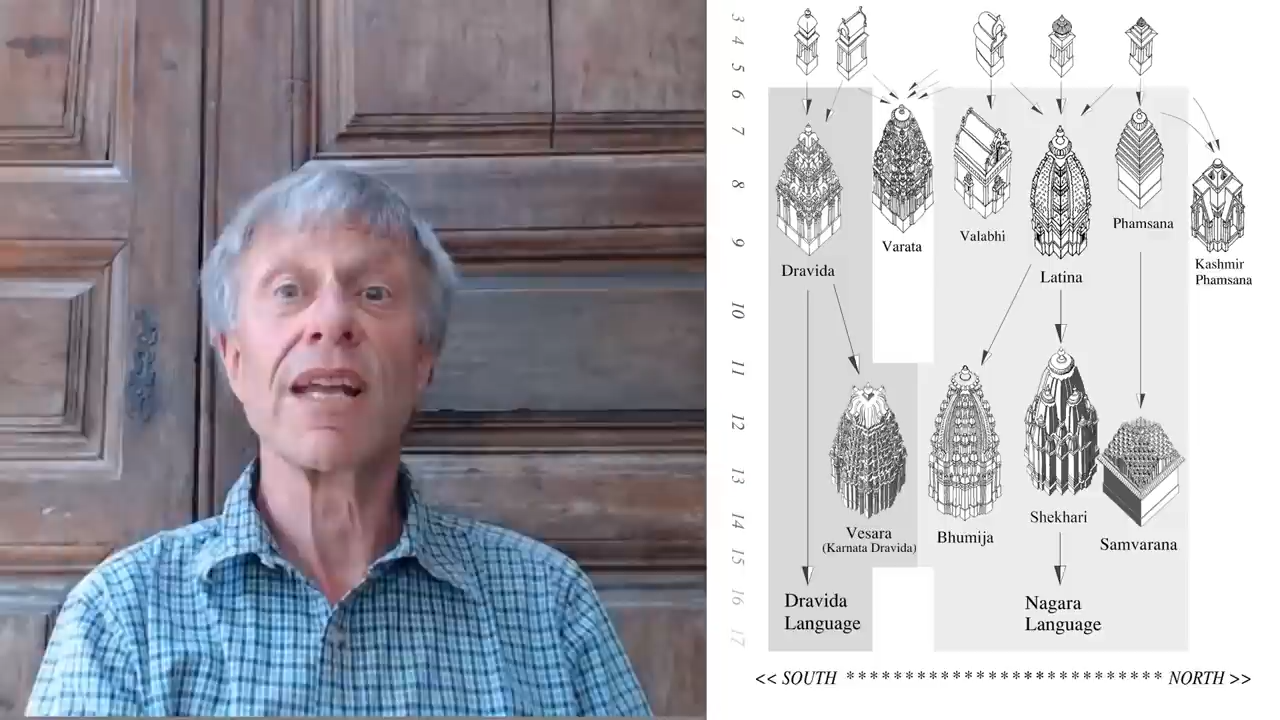 3
4
5
6
7
8
9
10
11
12
13
14
15
16
17
Varata
Valabhi
Phamsana
Kashmir
Phamsana
Dravida
Latina
Vesara
(Karnata Dravida)
Bhumija
Shekhari
Samvarana
Dravida
Language
Nagara
Language
<< SOUTH *************************** NORTH >>